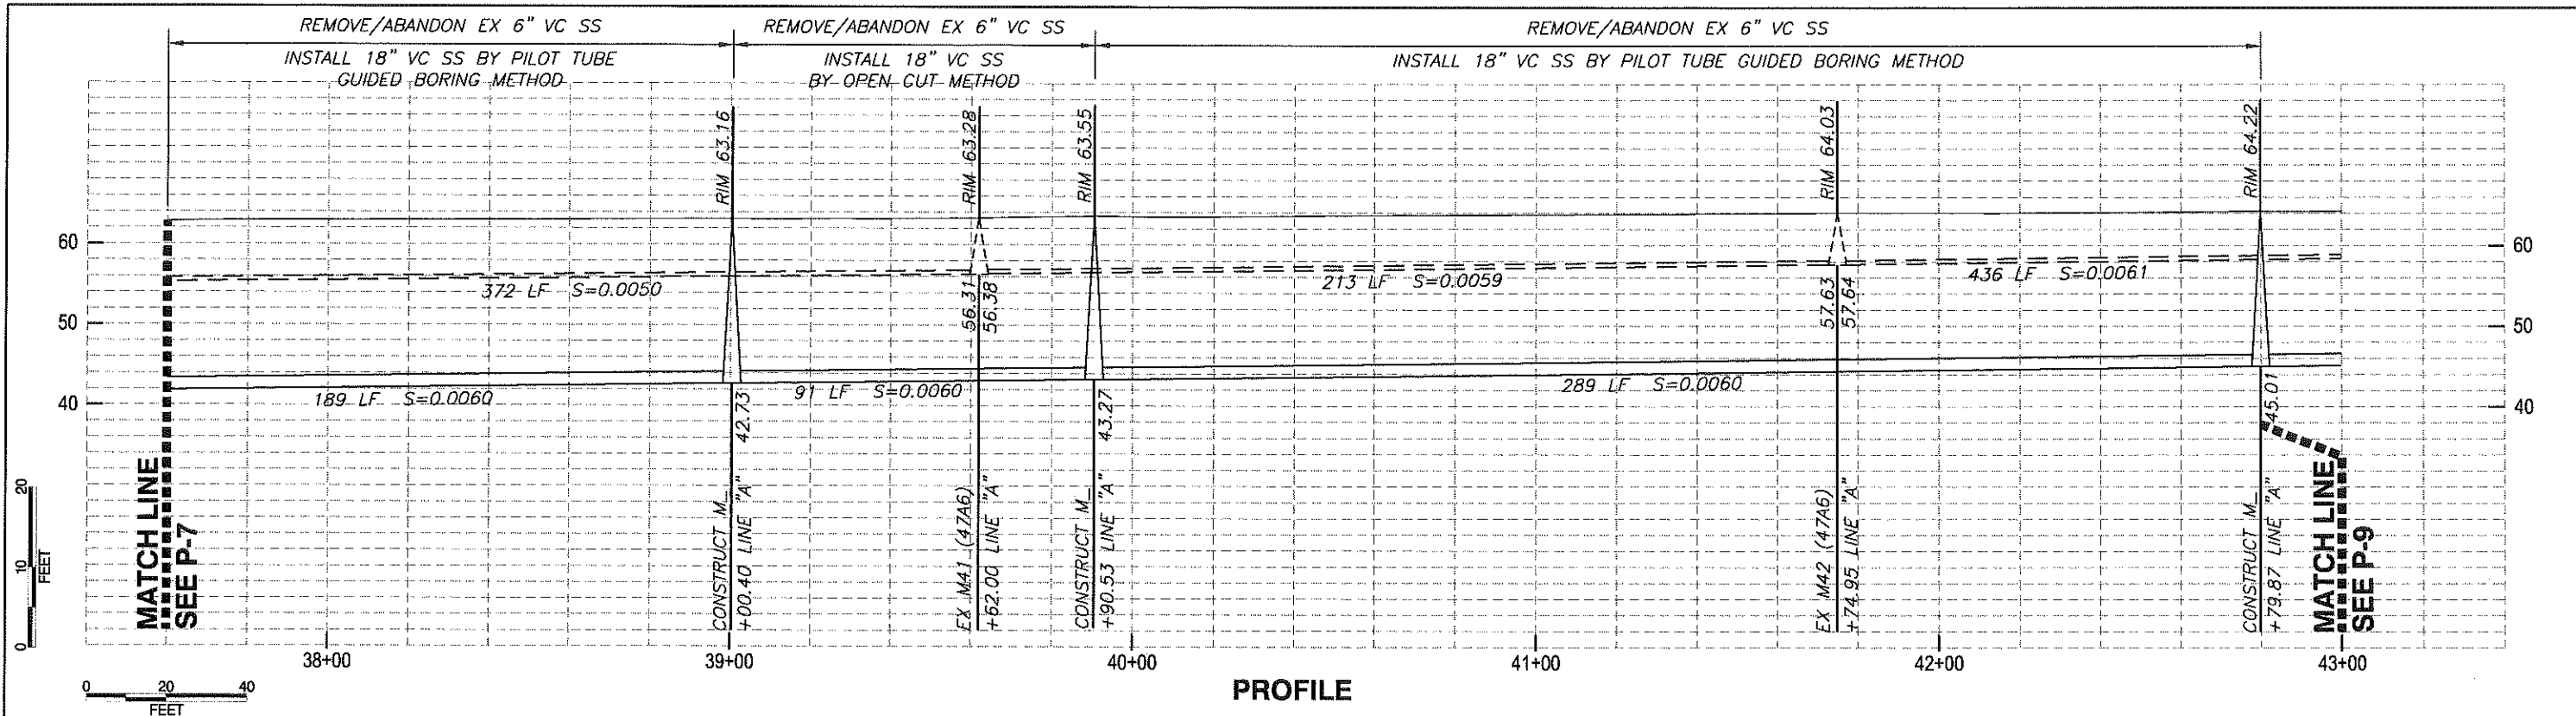 REMOVE/ABANDON EX 6" VC SS
REMOVE/ABANDON EX 6" VC SS
REMOVE/ABANDON EX 6" VC SS
INSTALL 18" VC SS BY PILOT TUBE
GUIDED BORING METHOD
INSTALL 18" VC SS
BY OPEN CUT METHOD
INSTALL 18" VC SS BY PILOT TUBE GUIDED BORING METHOD
RIM 63.16
RIM 63.28
RIM 63.55
RIM 64.03
RIM 64.22
60
50
40
60
50
40
372 LF S=0.0050
213 LF S=0.0059
436 LF S=0.0061
56.31
56.38
57.63
57.64
189 LF S=0.0060
91 LF S=0.0060
289 LF S=0.0060
42.73
43.27
45.01
MATCH LINE
SEE P-7
CONSTRUCT M_
+00.40 LINE "A"
EX M41 (47A6)
+62.00 LINE "A"
CONSTRUCT M_
+90.53 LINE "A"
EX M42 (47A6)
+74.95 LINE "A"
CONSTRUCT M_
+79.87 LINE "A"
MATCH LINE
SEE P-9
20
10
0
FEET
38+00
39+00
40+00
41+00
42+00
43+00
0 20 40
FEET
PROFILE